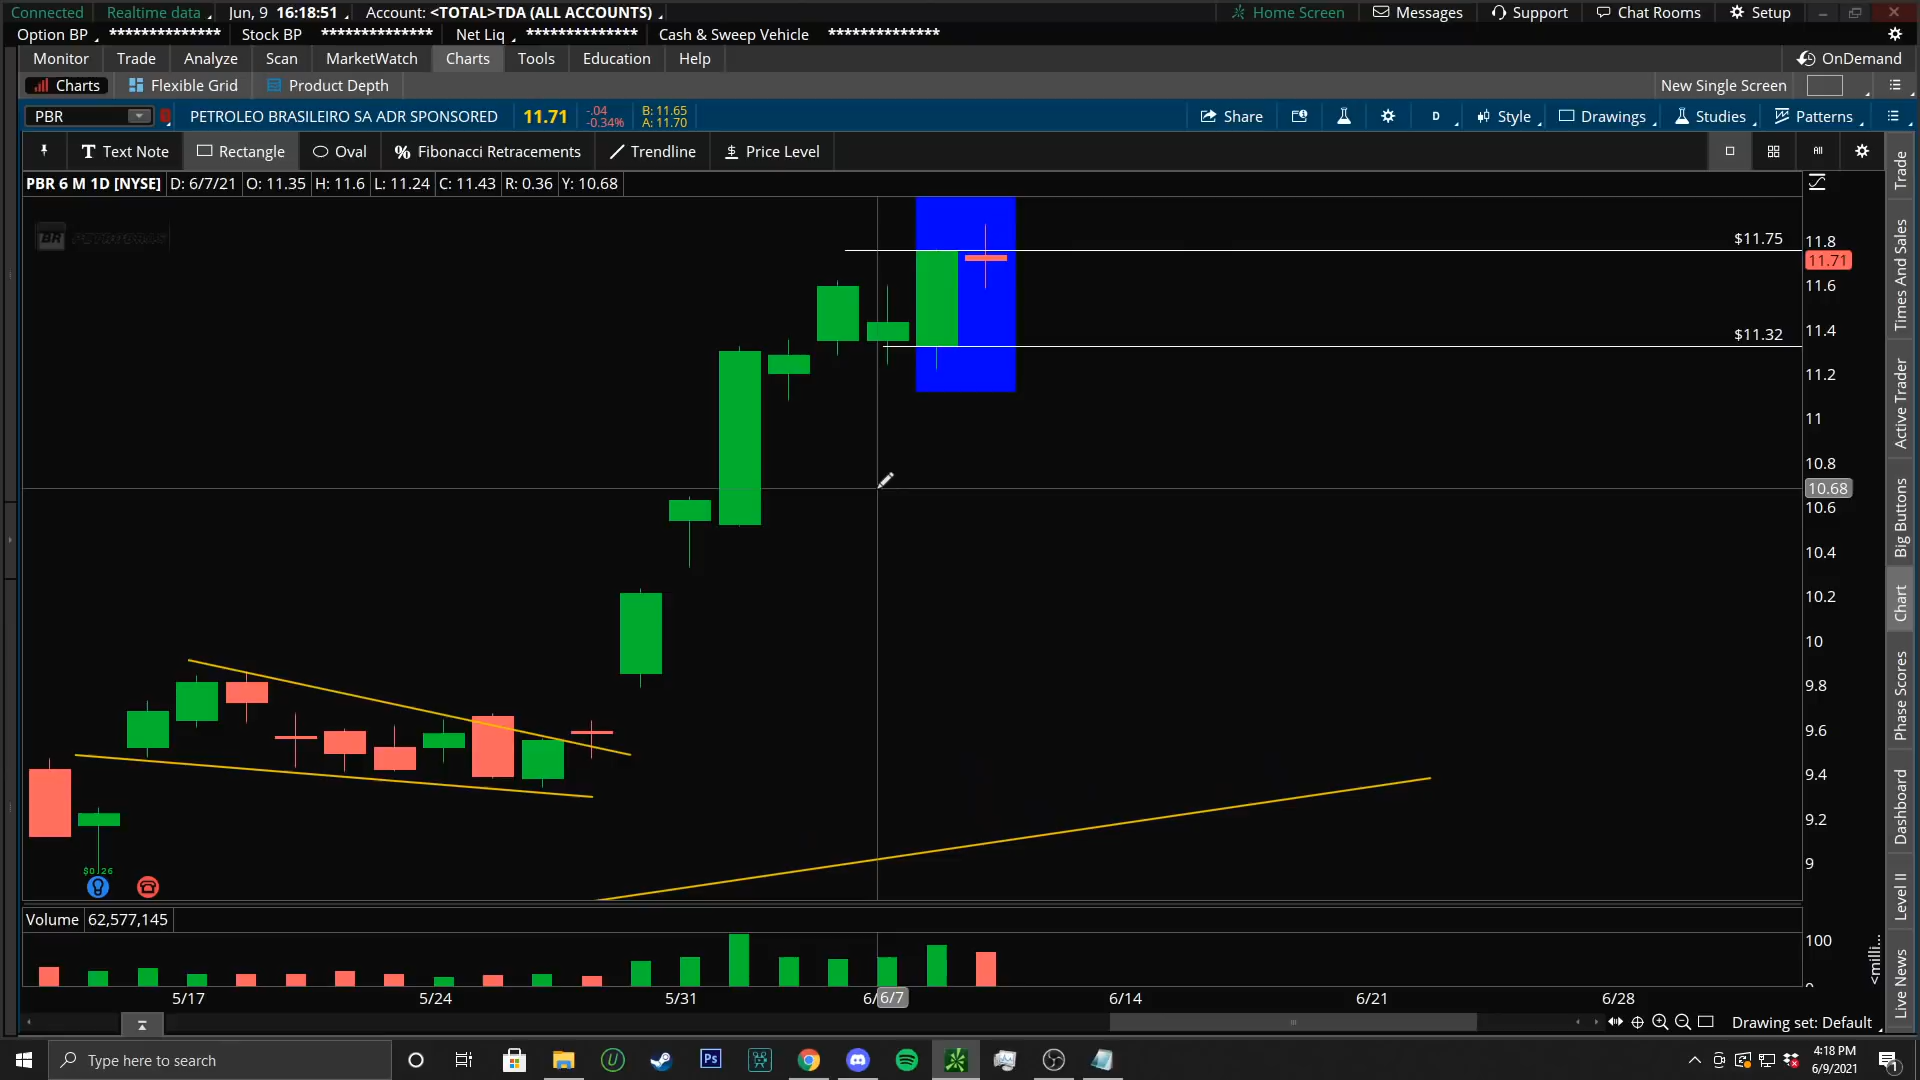 Connected Realtime data Jun, 9 16:18:51 Account: <TOTAL>TDA (ALL ACCOUNTS) Home Screen Messages Support Chat Rooms Setup
Option BP ************** Stock BP ************** Net Liq ************** Cash & Sweep Vehicle **************
Monitor Trade Analyze Scan MarketWatch Charts Tools Education Help OnDemand
Charts Flexible Grid Product Depth New Single Screen
PBR PETROLEO BRASILEIRO SA ADR SPONSORED 11.71 -.04 -0.34% B: 11.65 A: 11.70 Share D Style Drawings Studies Patterns
T Text Note Rectangle Oval % Fibonacci Retracements Trendline $ Price Level All
PBR 6 M 1D [NYSE] D: 6/7/21 O: 11.35 H: 11.6 L: 11.24 C: 11.43 R: 0.36 Y: 10.68
BR PETROBRAS
$11.75
11.8
11.71
11.6
$11.32
11.4
11.2
11
10.8
10.68
10.6
10.4
10.2
10
9.8
9.6
9.4
9.2
9
$0.26
Volume 62,577,145
100
<milli...
5/17 5/24 5/31 6/ 6/7 6/14 6/21 6/28
Drawing set: Default
Trade
Times And Sales
Active Trader
Big Buttons
Chart
Phase Scores
Dashboard
Level II
Live News
Type here to search
Ps
4:18 PM
6/9/2021
1